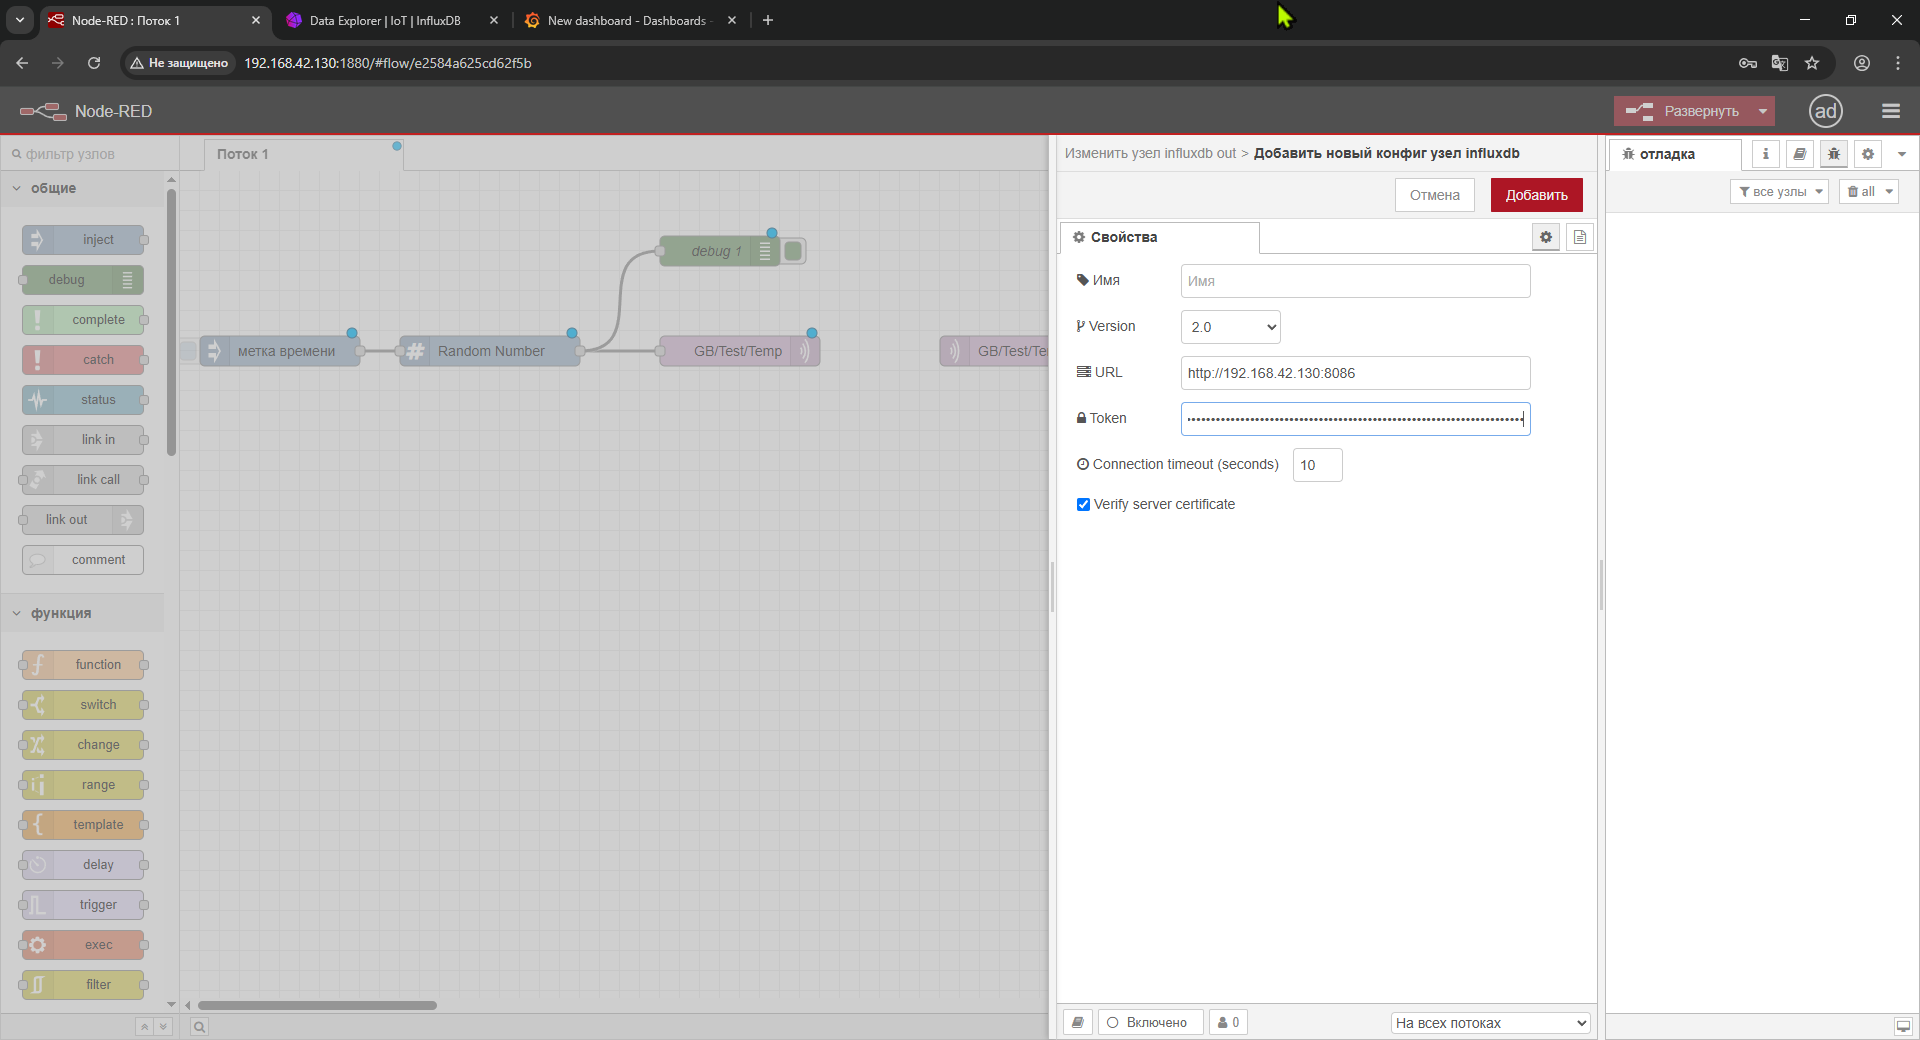 Node-RED : Поток 1
Data Explorer | IoT | InfluxDB
New dashboard - Dashboards -
Не защищено
192.168.42.130:1880/#flow/e2584a625cd62f5b
Node-RED
Развернуть
ad
фильтр узлов
Поток 1
общие
inject
debug
complete
catch
status
link in
link call
link out
comment
функция
function
switch
change
range
template
delay
trigger
exec
filter
метка времени
Random Number
debug 1
GB/Test/Temp
GB/Test/Te
Изменить узел influxdb out > Добавить новый конфиг узел influxdb
Отмена
Добавить
Свойства
Имя
Имя
Version
2.0
URL
http://192.168.42.130:8086
Token
Connection timeout (seconds)
10
Verify server certificate
Включено
0
На всех потоках
отладка
i
все узлы
all